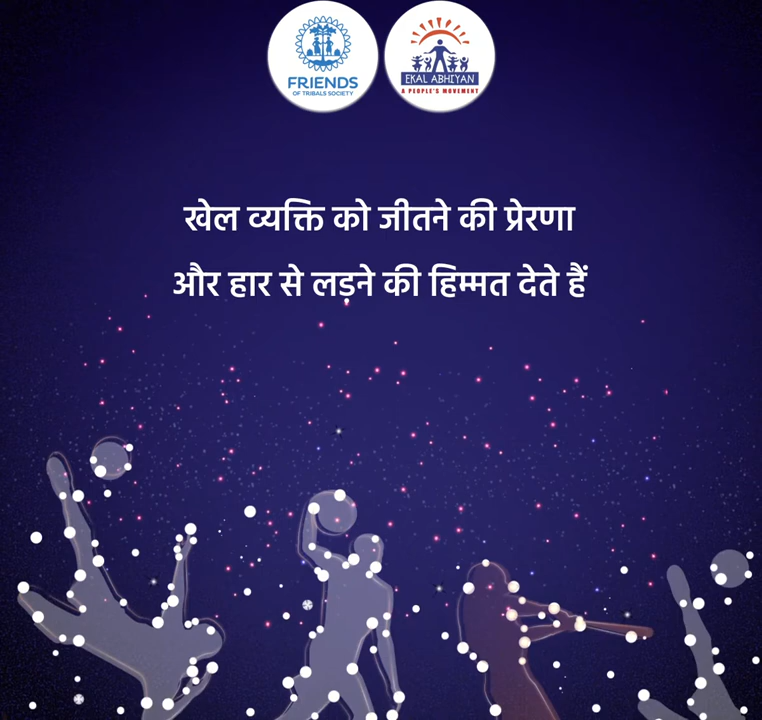 FRIENDS
OF TRIBALS SOCIETY
EKAL ABHIYAN
A PEOPLE'S MOVEMENT
खेल व्यक्ति को जीतने की प्रेरणा
और हार से लड़ने की हिम्मत देते हैं